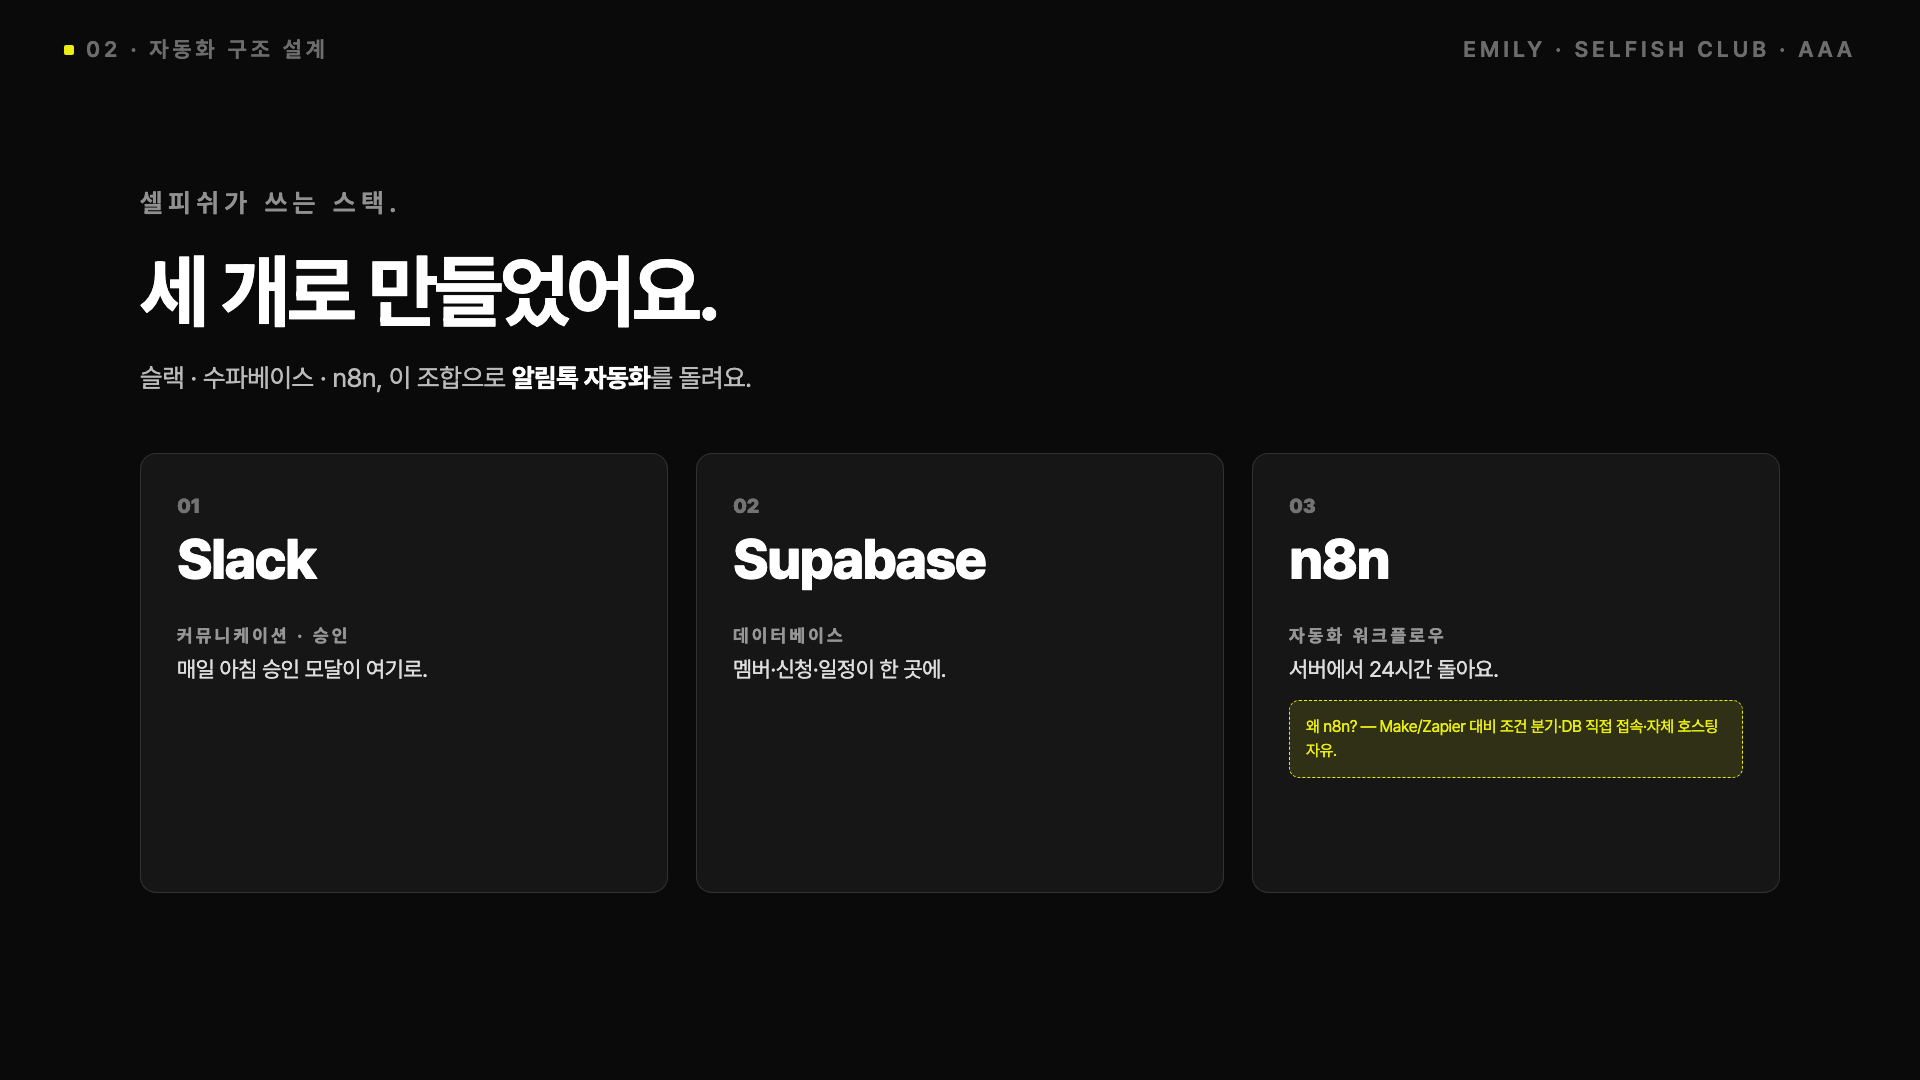 02 · 자동화 구조 설계
EMILY · SELFISH CLUB · AAA
셀피쉬가 쓰는 스택.
세 개로 만들었어요.
슬랙 · 수파베이스 · n8n, 이 조합으로 알림톡 자동화를 돌려요.
01
Slack
커뮤니케이션 · 승인
매일 아침 승인 모달이 여기로.
02
Supabase
데이터베이스
멤버·신청·일정이 한 곳에.
03
n8n
자동화 워크플로우
서버에서 24시간 돌아요.
왜 n8n? — Make/Zapier 대비 조건 분기·DB 직접 접속·자체 호스팅
자유.